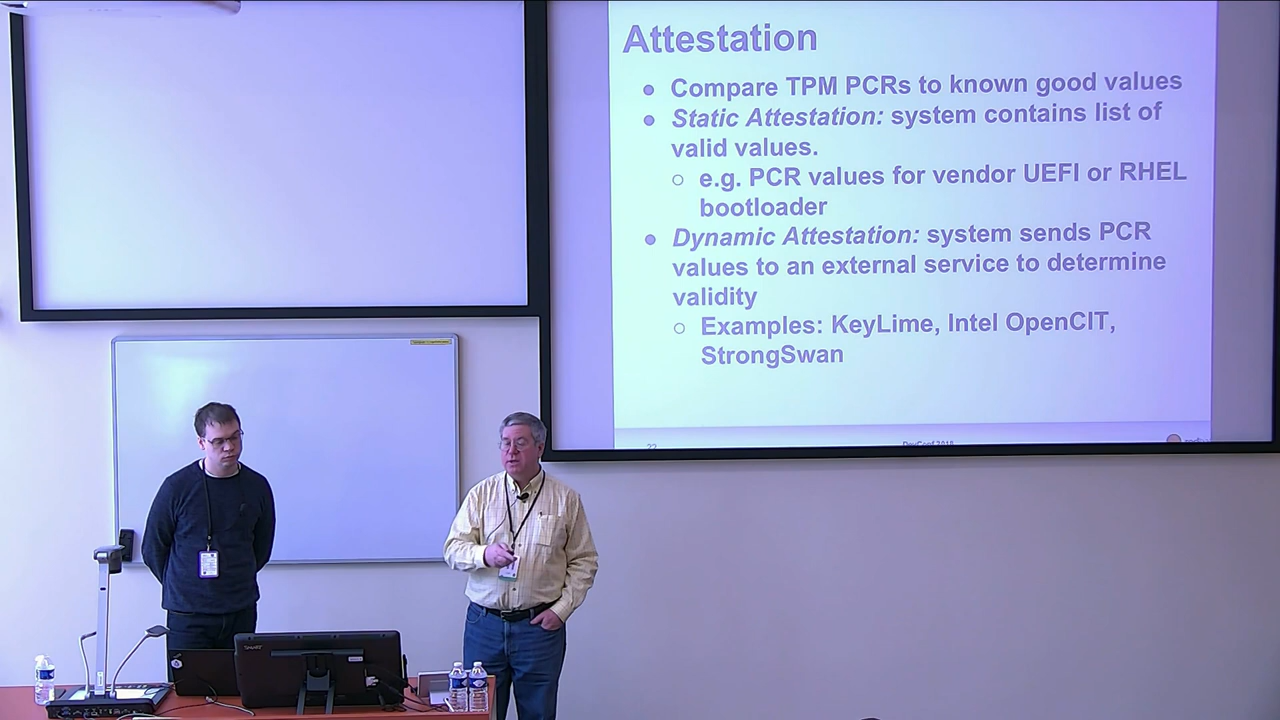 Attestation
Compare TPM PCRs to known good values
Static Attestation: system contains list of
valid values.
e.g. PCR values for vendor UEFI or RHEL
bootloader
Dynamic Attestation: system sends PCR
values to an external service to determine
validity
Examples: KeyLime, Intel OpenCIT,
StrongSwan
22